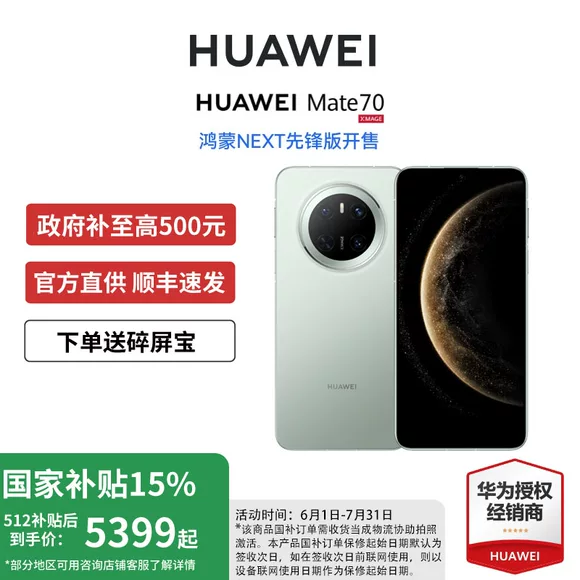 HUAWEI
HUAWEI Mate70
XMAGE
鸿蒙NEXT先锋版开售
政府补至高500元
官方直供 顺丰速发
下单送碎屏宝
HUAWEI
国家补贴15%
512补贴后
到手价：
5399起
*部分地区可用咨询店铺客服了解详情
活动时间：6月1日-7月31日
*该商品国补订单需收货当成物流协助拍照
激活。本产品国补订单保修起始日期默认为
签收次日，如在签收次日前联网使用，则以
设备联网使用日期作为保修起始日期。
华为授权
经销商
HUAWEI